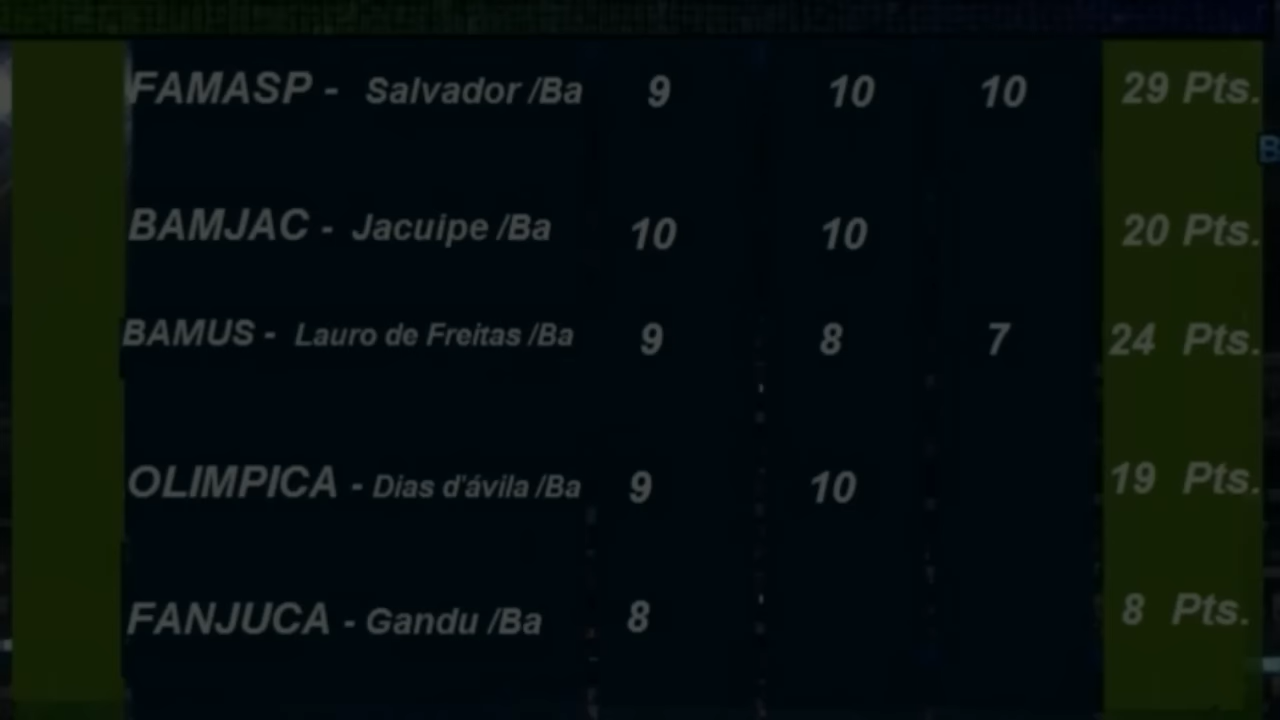 FAMASP - Salvador /Ba 9 10 10 29 Pts.
B
BAMJAC - Jacuipe /Ba 10 10 20 Pts.
BAMUS - Lauro de Freitas /Ba 9 8 7 24 Pts.
OLIMPICA - Dias d'ávila /Ba 9 10 19 Pts.
FANJUCA - Gandu /Ba 8 8 Pts.